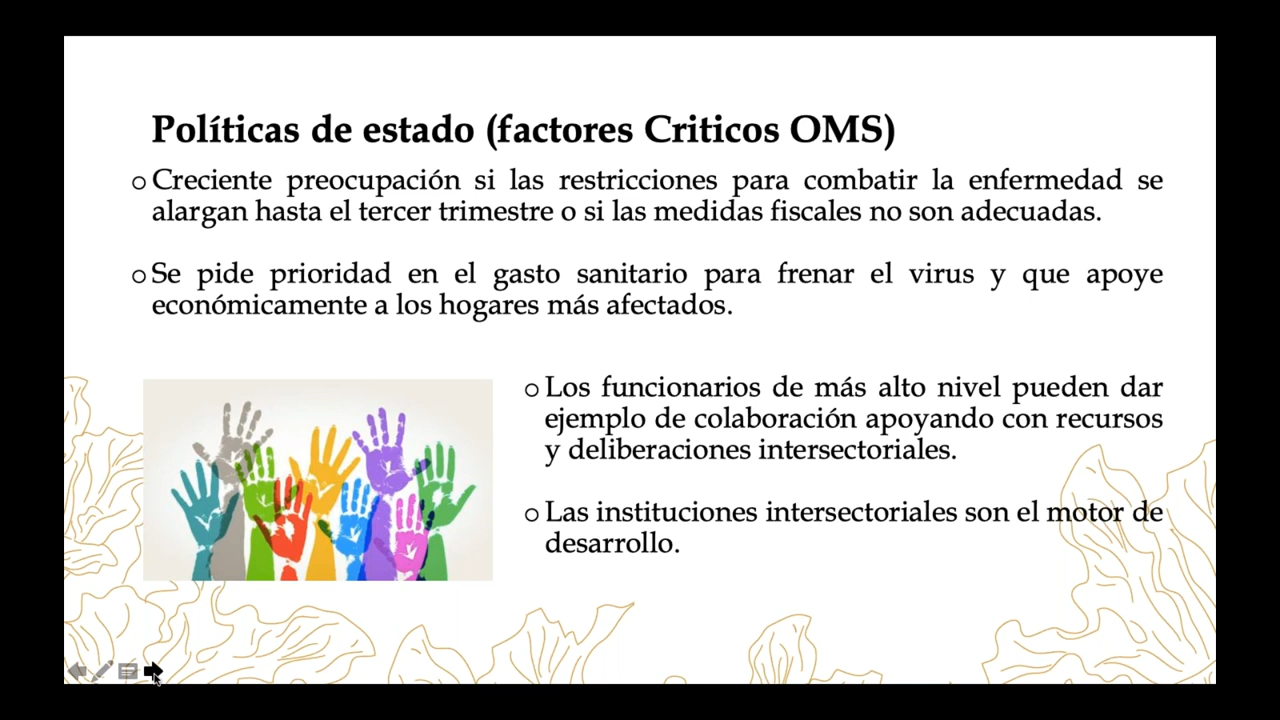 Políticas de estado (factores Criticos OMS)
o Creciente preocupación si las restricciones para combatir la enfermedad se
alargan hasta el tercer trimestre o si las medidas fiscales no son adecuadas.
o Se pide prioridad en el gasto sanitario para frenar el virus y que apoye
económicamente a los hogares más afectados.
o Los funcionarios de más alto nivel pueden dar
ejemplo de colaboración apoyando con recursos
y deliberaciones intersectoriales.
o Las instituciones intersectoriales son el motor de
desarrollo.